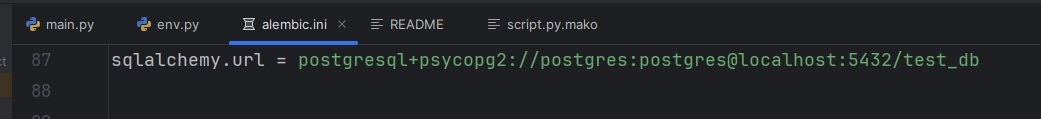 main.py env.py alembic.ini README script.py.mako
87 sqlalchemy.url = postgresql+psycopg2://postgres:postgres@localhost:5432/test_db
88